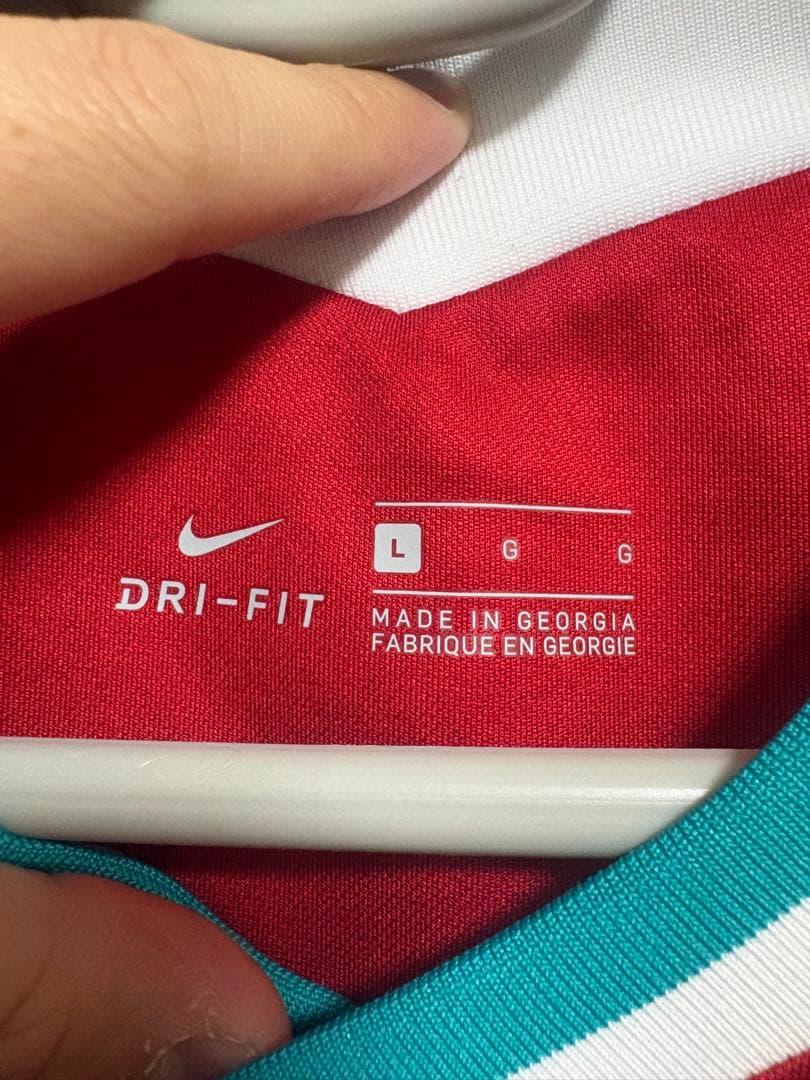 DRI-FIT
L G G
MADE IN GEORGIA
FABRIQUE EN GEORGIE